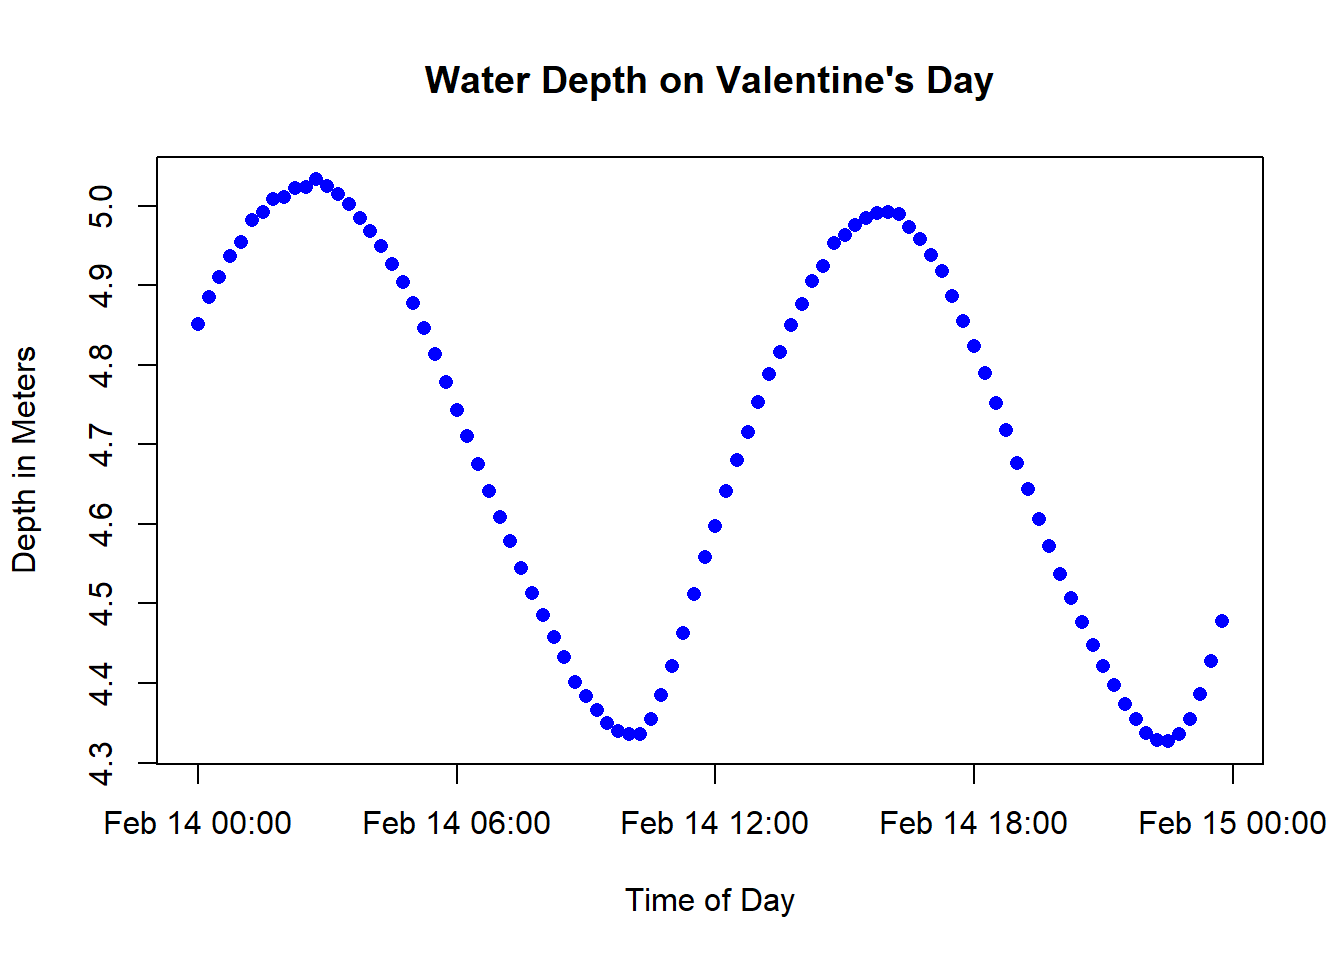 Water Depth on Valentine's Day
Depth in Meters
5.0
4.9
4.8
4.7
4.6
4.5
4.4
4.3
Feb 14 00:00 Feb 14 06:00 Feb 14 12:00 Feb 14 18:00 Feb 15 00:00
Time of Day